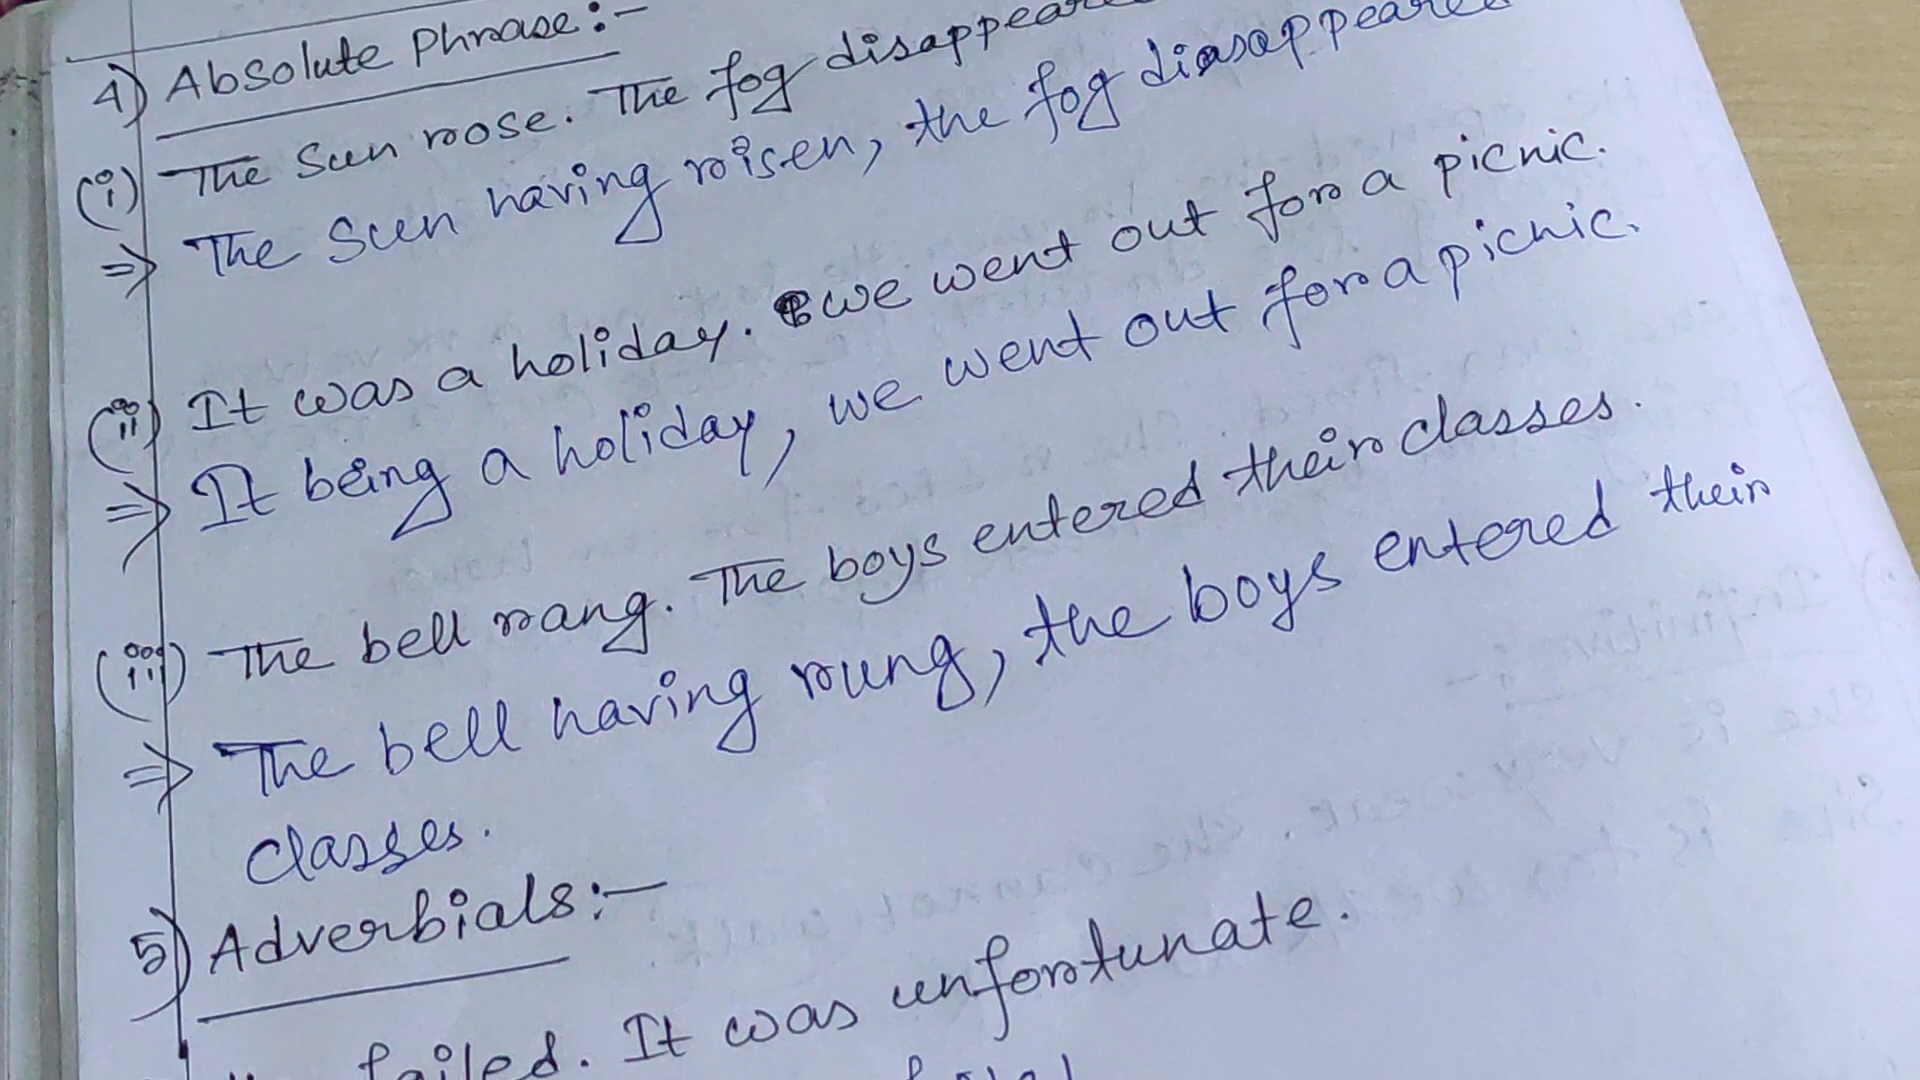 4) Absolute Phrase:-
(i) The Sun rose. The fog disappeared
=> The Sun having risen, the fog disappeared
(ii) It was a holiday. we went out for a picnic.
=> It being a holiday, we went out for a picnic.
(iii) The bell rang. The boys entered their classes.
=> The bell having rung, the boys entered their
classes.
5) Adverbials:-
failed. It was unfortunate.